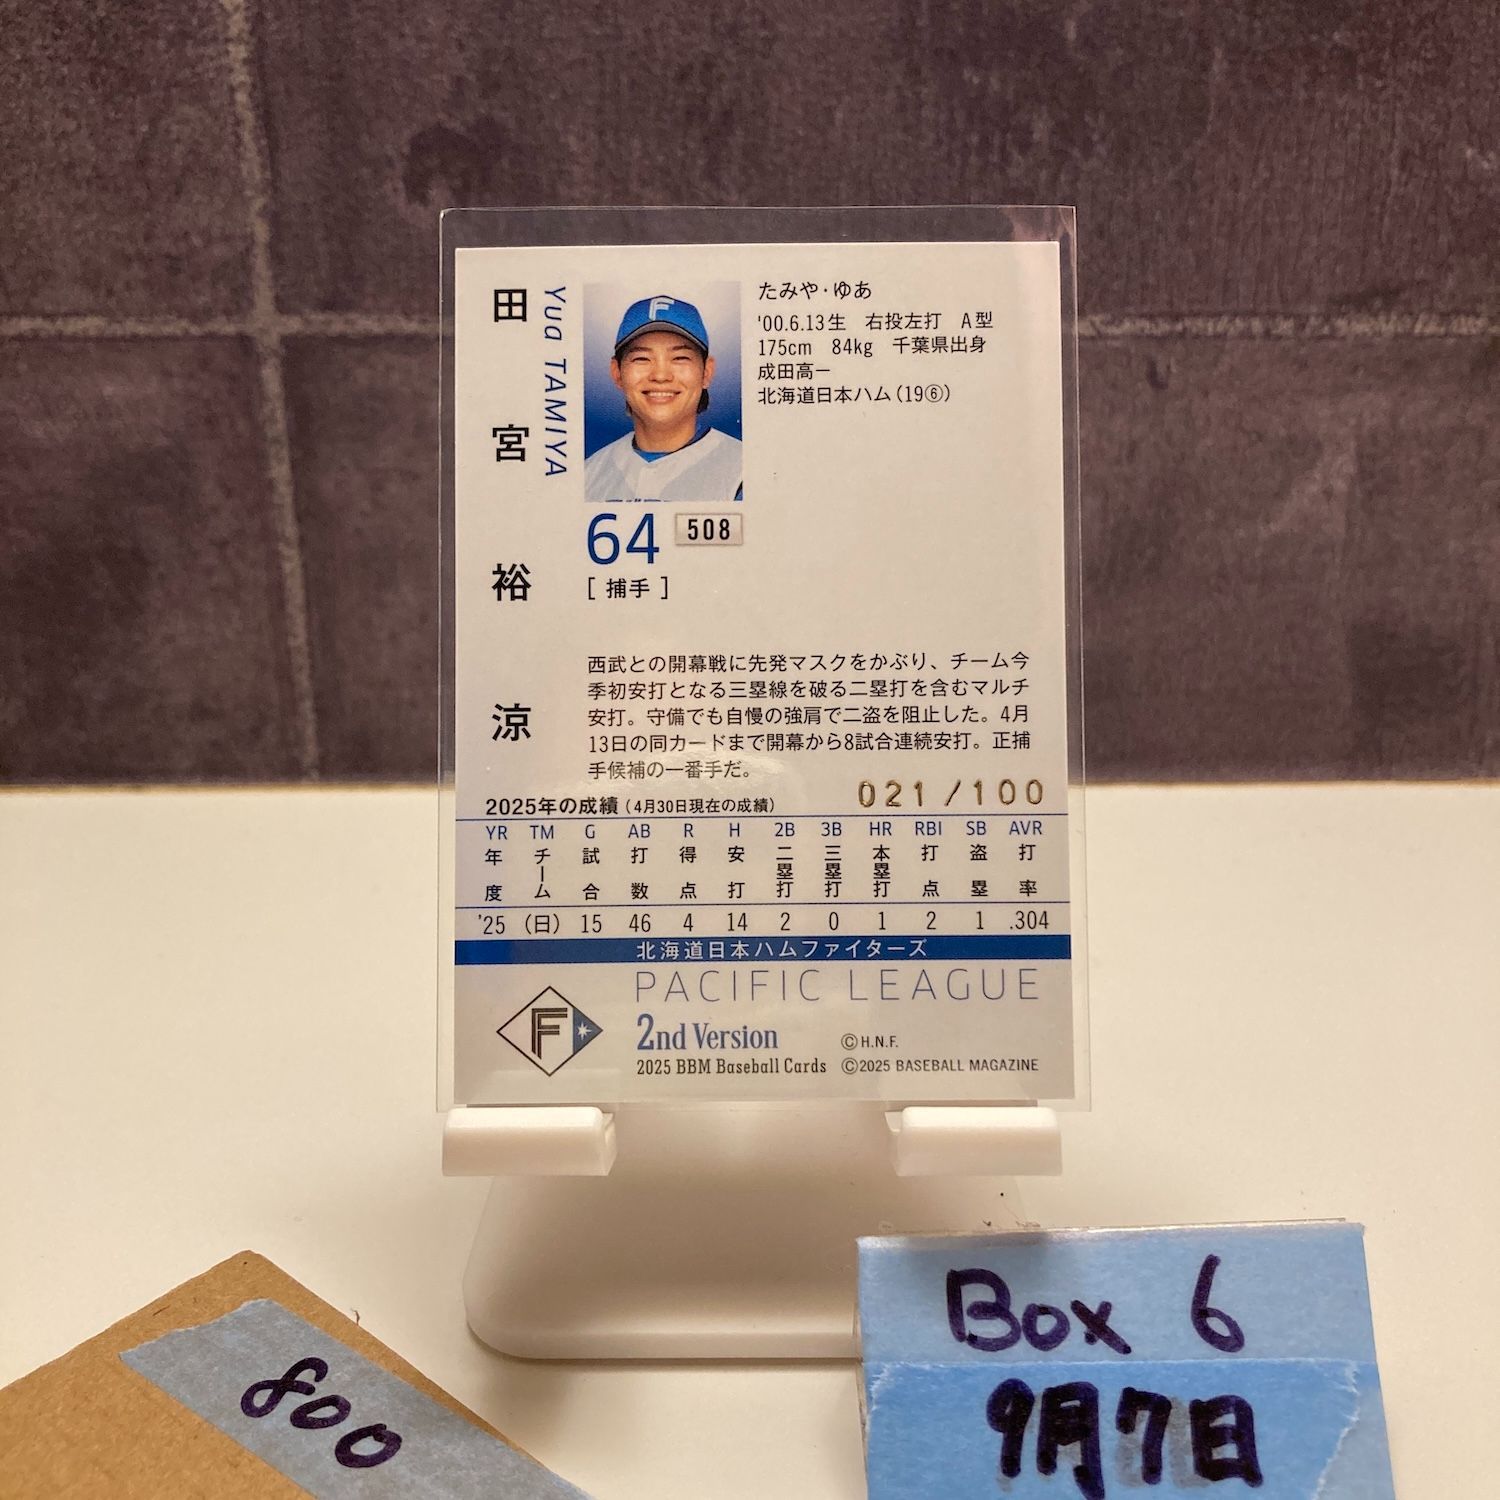 田宮裕涼
Yua TAMIYA
F
たみや・ゆあ
'00.6.13生 右投左打 A型
175cm 84kg 千葉県出身
成田高一
北海道日本ハム(19⑥)
64 508
[ 捕手 ]
西武との開幕戦に先発マスクをかぶり、チーム今
季初安打となる三塁線を破る二塁打を含むマルチ
安打。守備でも自慢の強肩で二盗を阻止した。4月
13日の同カードまで開幕から8試合連続安打。正捕
手候補の一番手だ。
021/100
2025年の成績(4月30日現在の成績)
YR TM G AB R H 2B 3B HR RBI SB AVR
年度 チーム 試合 打数 得点 安打 二塁打 三塁打 本塁打 打点 盗塁 打率
'25 (日) 15 46 4 14 2 0 1 2 1 .304
北海道日本ハムファイターズ
PACIFIC LEAGUE
F
2nd Version
©H.N.F.
2025 BBM Baseball Cards ©2025 BASEBALL MAGAZINE
Box 6
9月7日
800